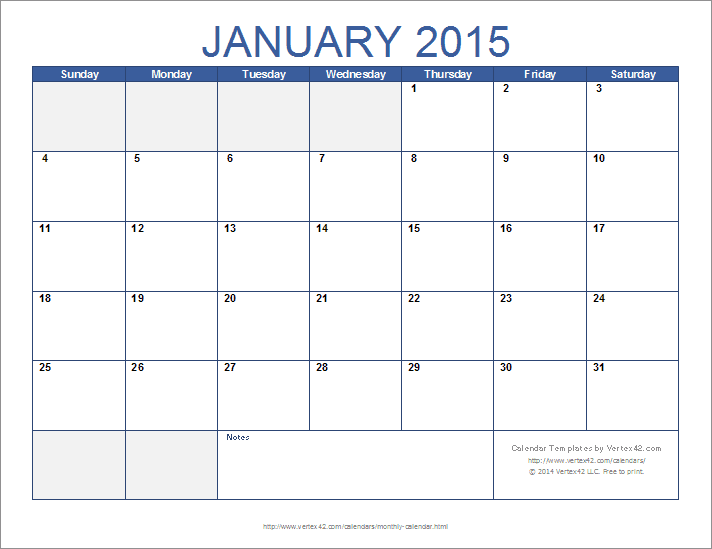 JANUARY 2015
Sunday Monday Tuesday Wednesday Thursday Friday Saturday
1 2 3
4 5 6 7 8 9 10
11 12 13 14 15 16 17
18 19 20 21 22 23 24
25 26 27 28 29 30 31
Notes
Calendar Templates by Vertex42.com
http://www.vertex42.com/calendars/
© 2014 Vertex42 LLC. Free to print.
http://www.vertex42.com/calendars/monthly-calendar.html